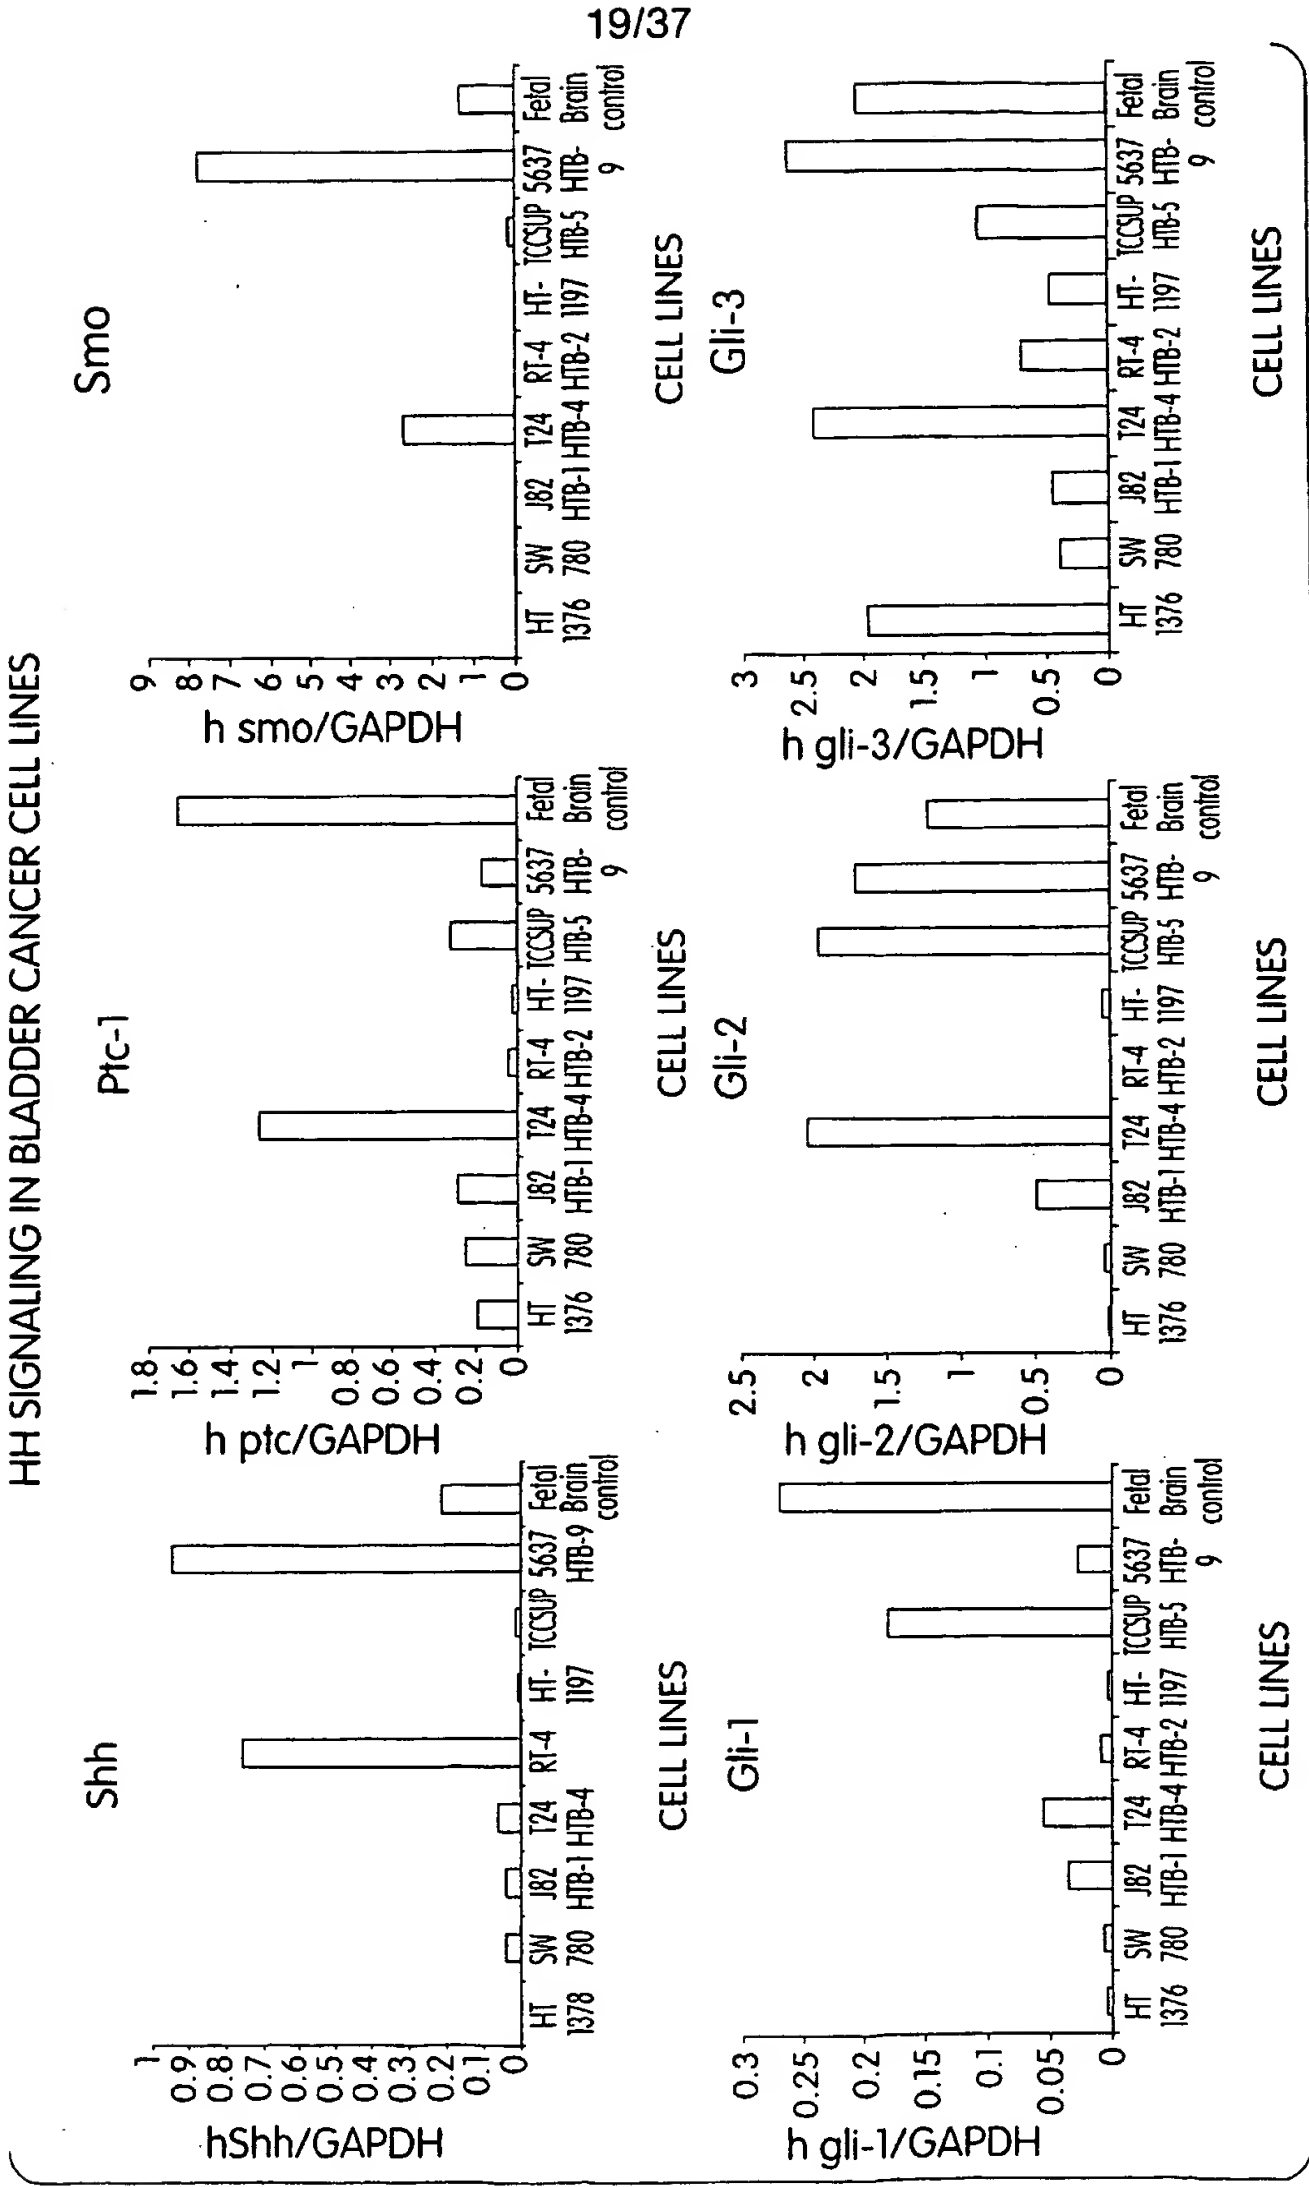 19/37
HH SIGNALING IN BLADDER CANCER CELL LINES
Shh
hShh/GAPDH
1
0.9
0.8
0.7
0.6
0.5
0.4
0.3
0.2
0.1
0
HT SW J82 T24 RT-4 HT- TCCSUP 5637 Fetal
1378 780 HTB-1 HTB-4 1197 HTB-9 Brain
control
CELL LINES
Ptc-1
h ptc/GAPDH
1.8
1.6
1.4
1.2
1
0.8
0.6
0.4
0.2
0
HT SW J82 T24 RT-4 HT- TCCSUP 5637 Fetal
1376 780 HTB-1 HTB-4 HTB-2 1197 HTB-5 HTB- Brain
9 control
CELL LINES
Smo
h smo/GAPDH
9
8
7
6
5
4
3
2
1
0
HT SW J82 T24 RT-4 HT- TCCSUP 5637 Fetal
1376 780 HTB-1 HTB-4 HTB-2 1197 HTB-5 HTB- Brain
9 control
CELL LINES
Gli-1
h gli-1/GAPDH
0.3
0.25
0.2
0.15
0.1
0.05
0
HT SW J82 T24 RT-4 HT- TCCSUP 5637 Fetal
1376 780 HTB-1 HTB-4 HTB-2 1197 HTB-5 HTB- Brain
9 control
CELL LINES
Gli-2
h gli-2/GAPDH
2.5
2
1.5
1
0.5
0
HT SW J82 T24 RT-4 HT- TCCSUP 5637 Fetal
1376 780 HTB-1 HTB-4 HTB-2 1197 HTB-5 HTB- Brain
9 control
CELL LINES
Gli-3
h gli-3/GAPDH
3
2.5
2
1.5
1
0.5
0
HT SW J82 T24 RT-4 HT- TCCSUP 5637 Fetal
1376 780 HTB-1 HTB-4 HTB-2 1197 HTB-5 HTB- Brain
9 control
CELL LINES